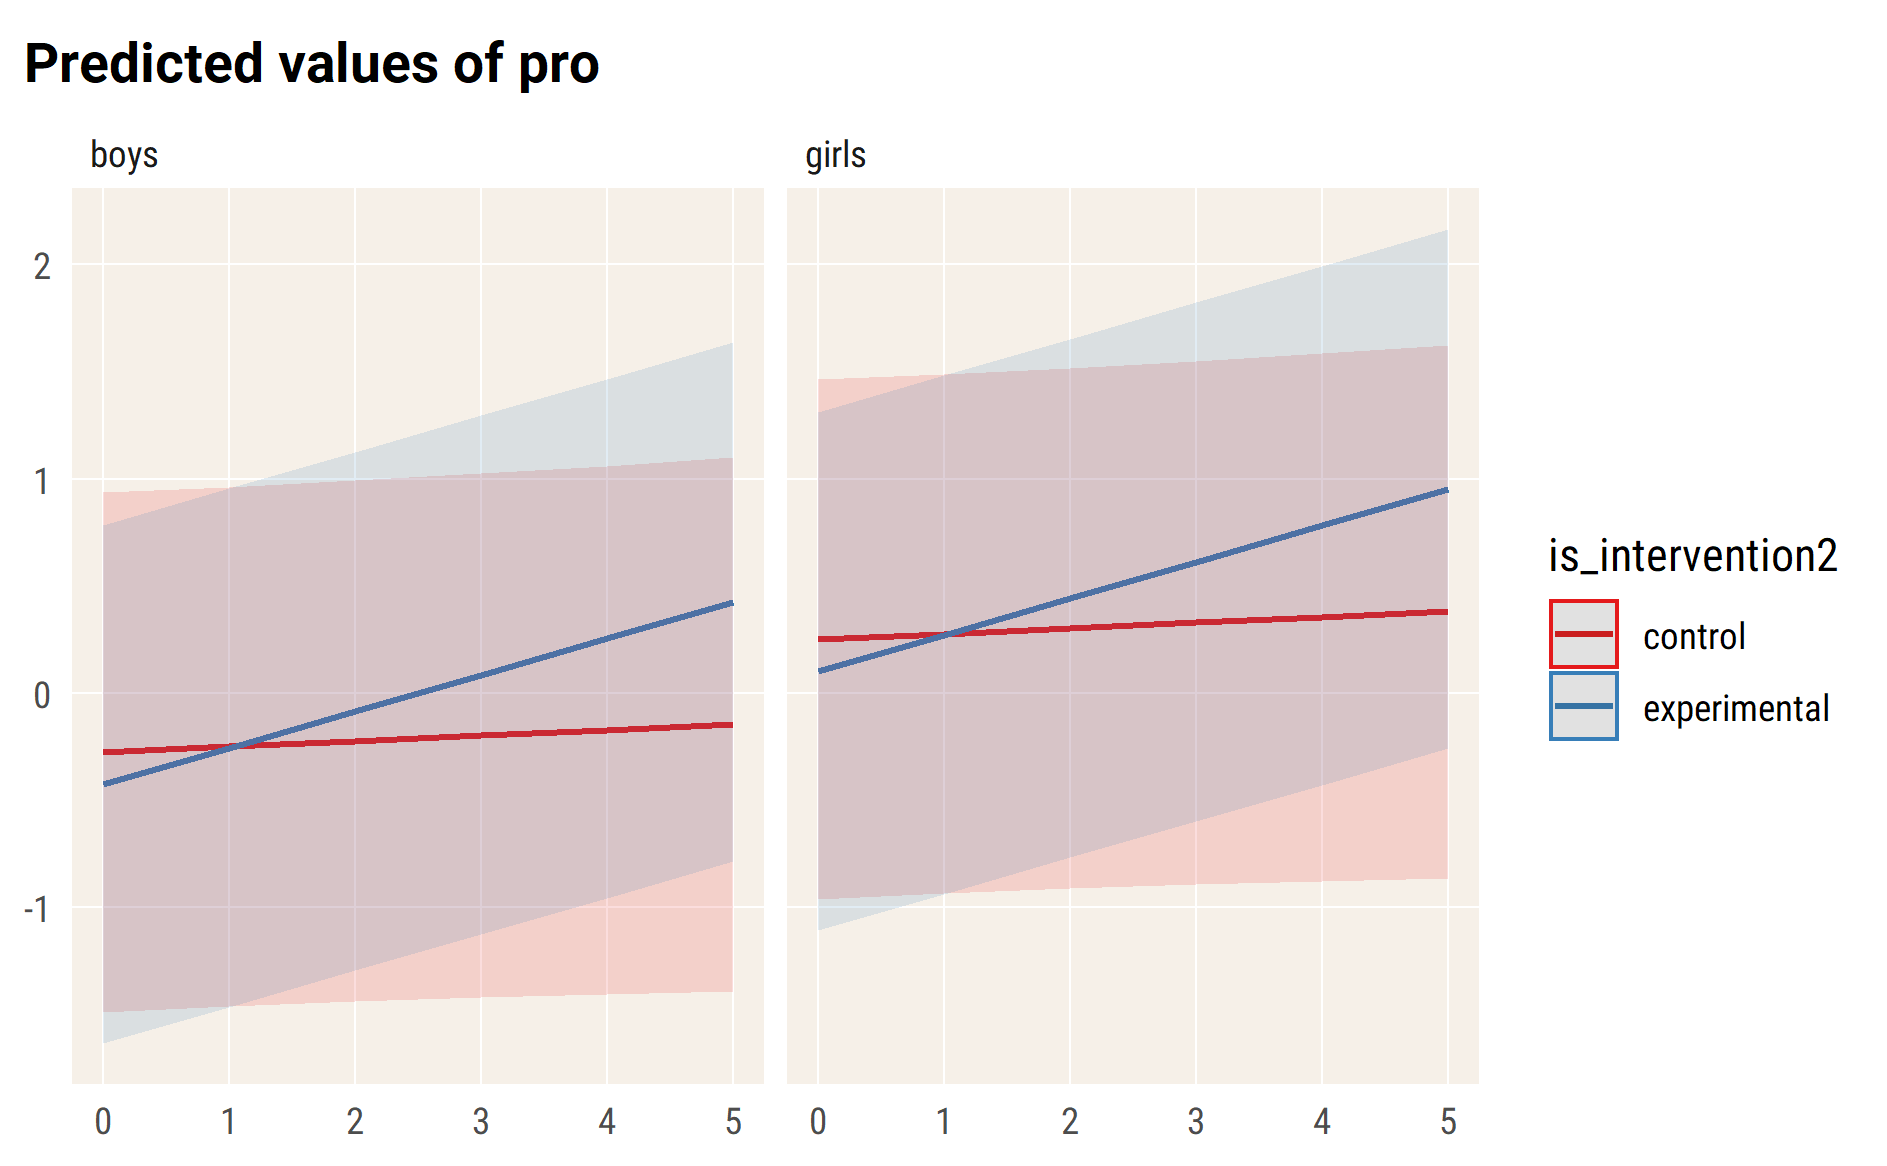 Predicted values of pro
boys
girls
2
1
0
-1
0 1 2 3 4 5
0 1 2 3 4 5
is_intervention2
control
experimental